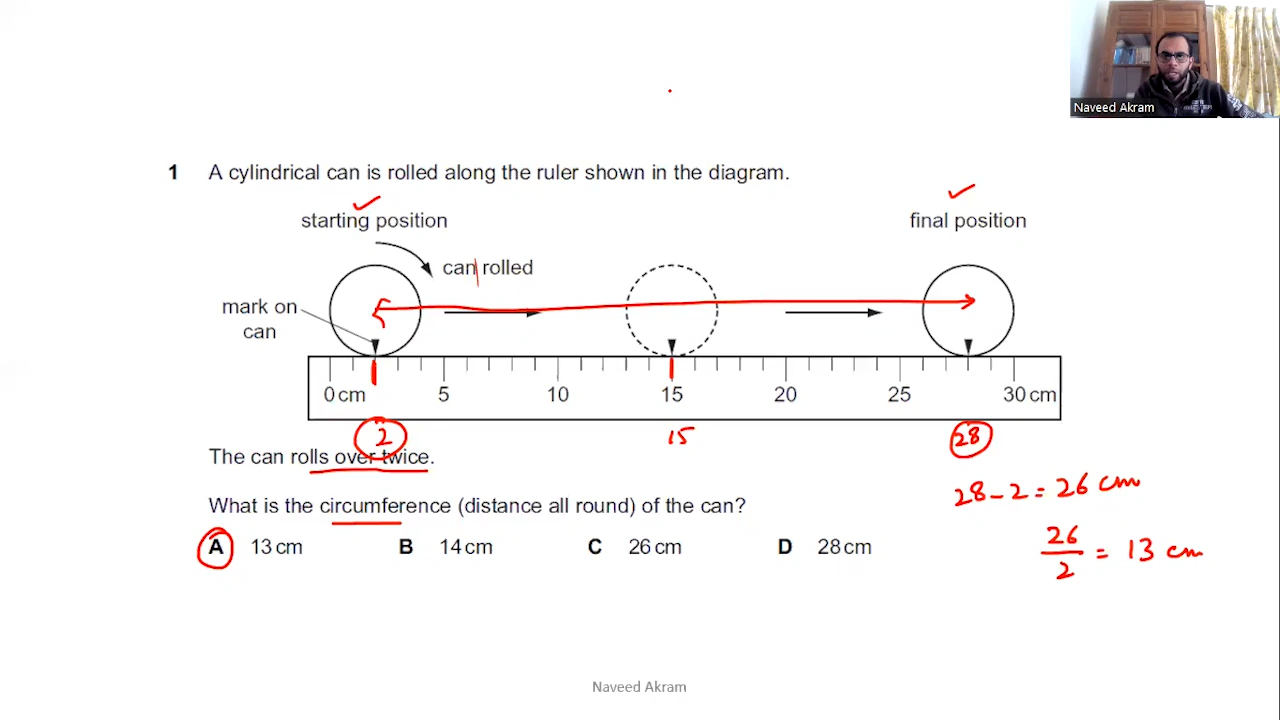 Naveed Akram
1 A cylindrical can is rolled along the ruler shown in the diagram.
starting position
final position
can rolled
mark on
can
0 cm 5 10 15 20 25 30 cm
2 15 28
The can rolls over twice.
28 - 2 = 26 cm
What is the circumference (distance all round) of the can?
A 13 cm B 14 cm C 26 cm D 28 cm
26/2 = 13 cm
Naveed Akram